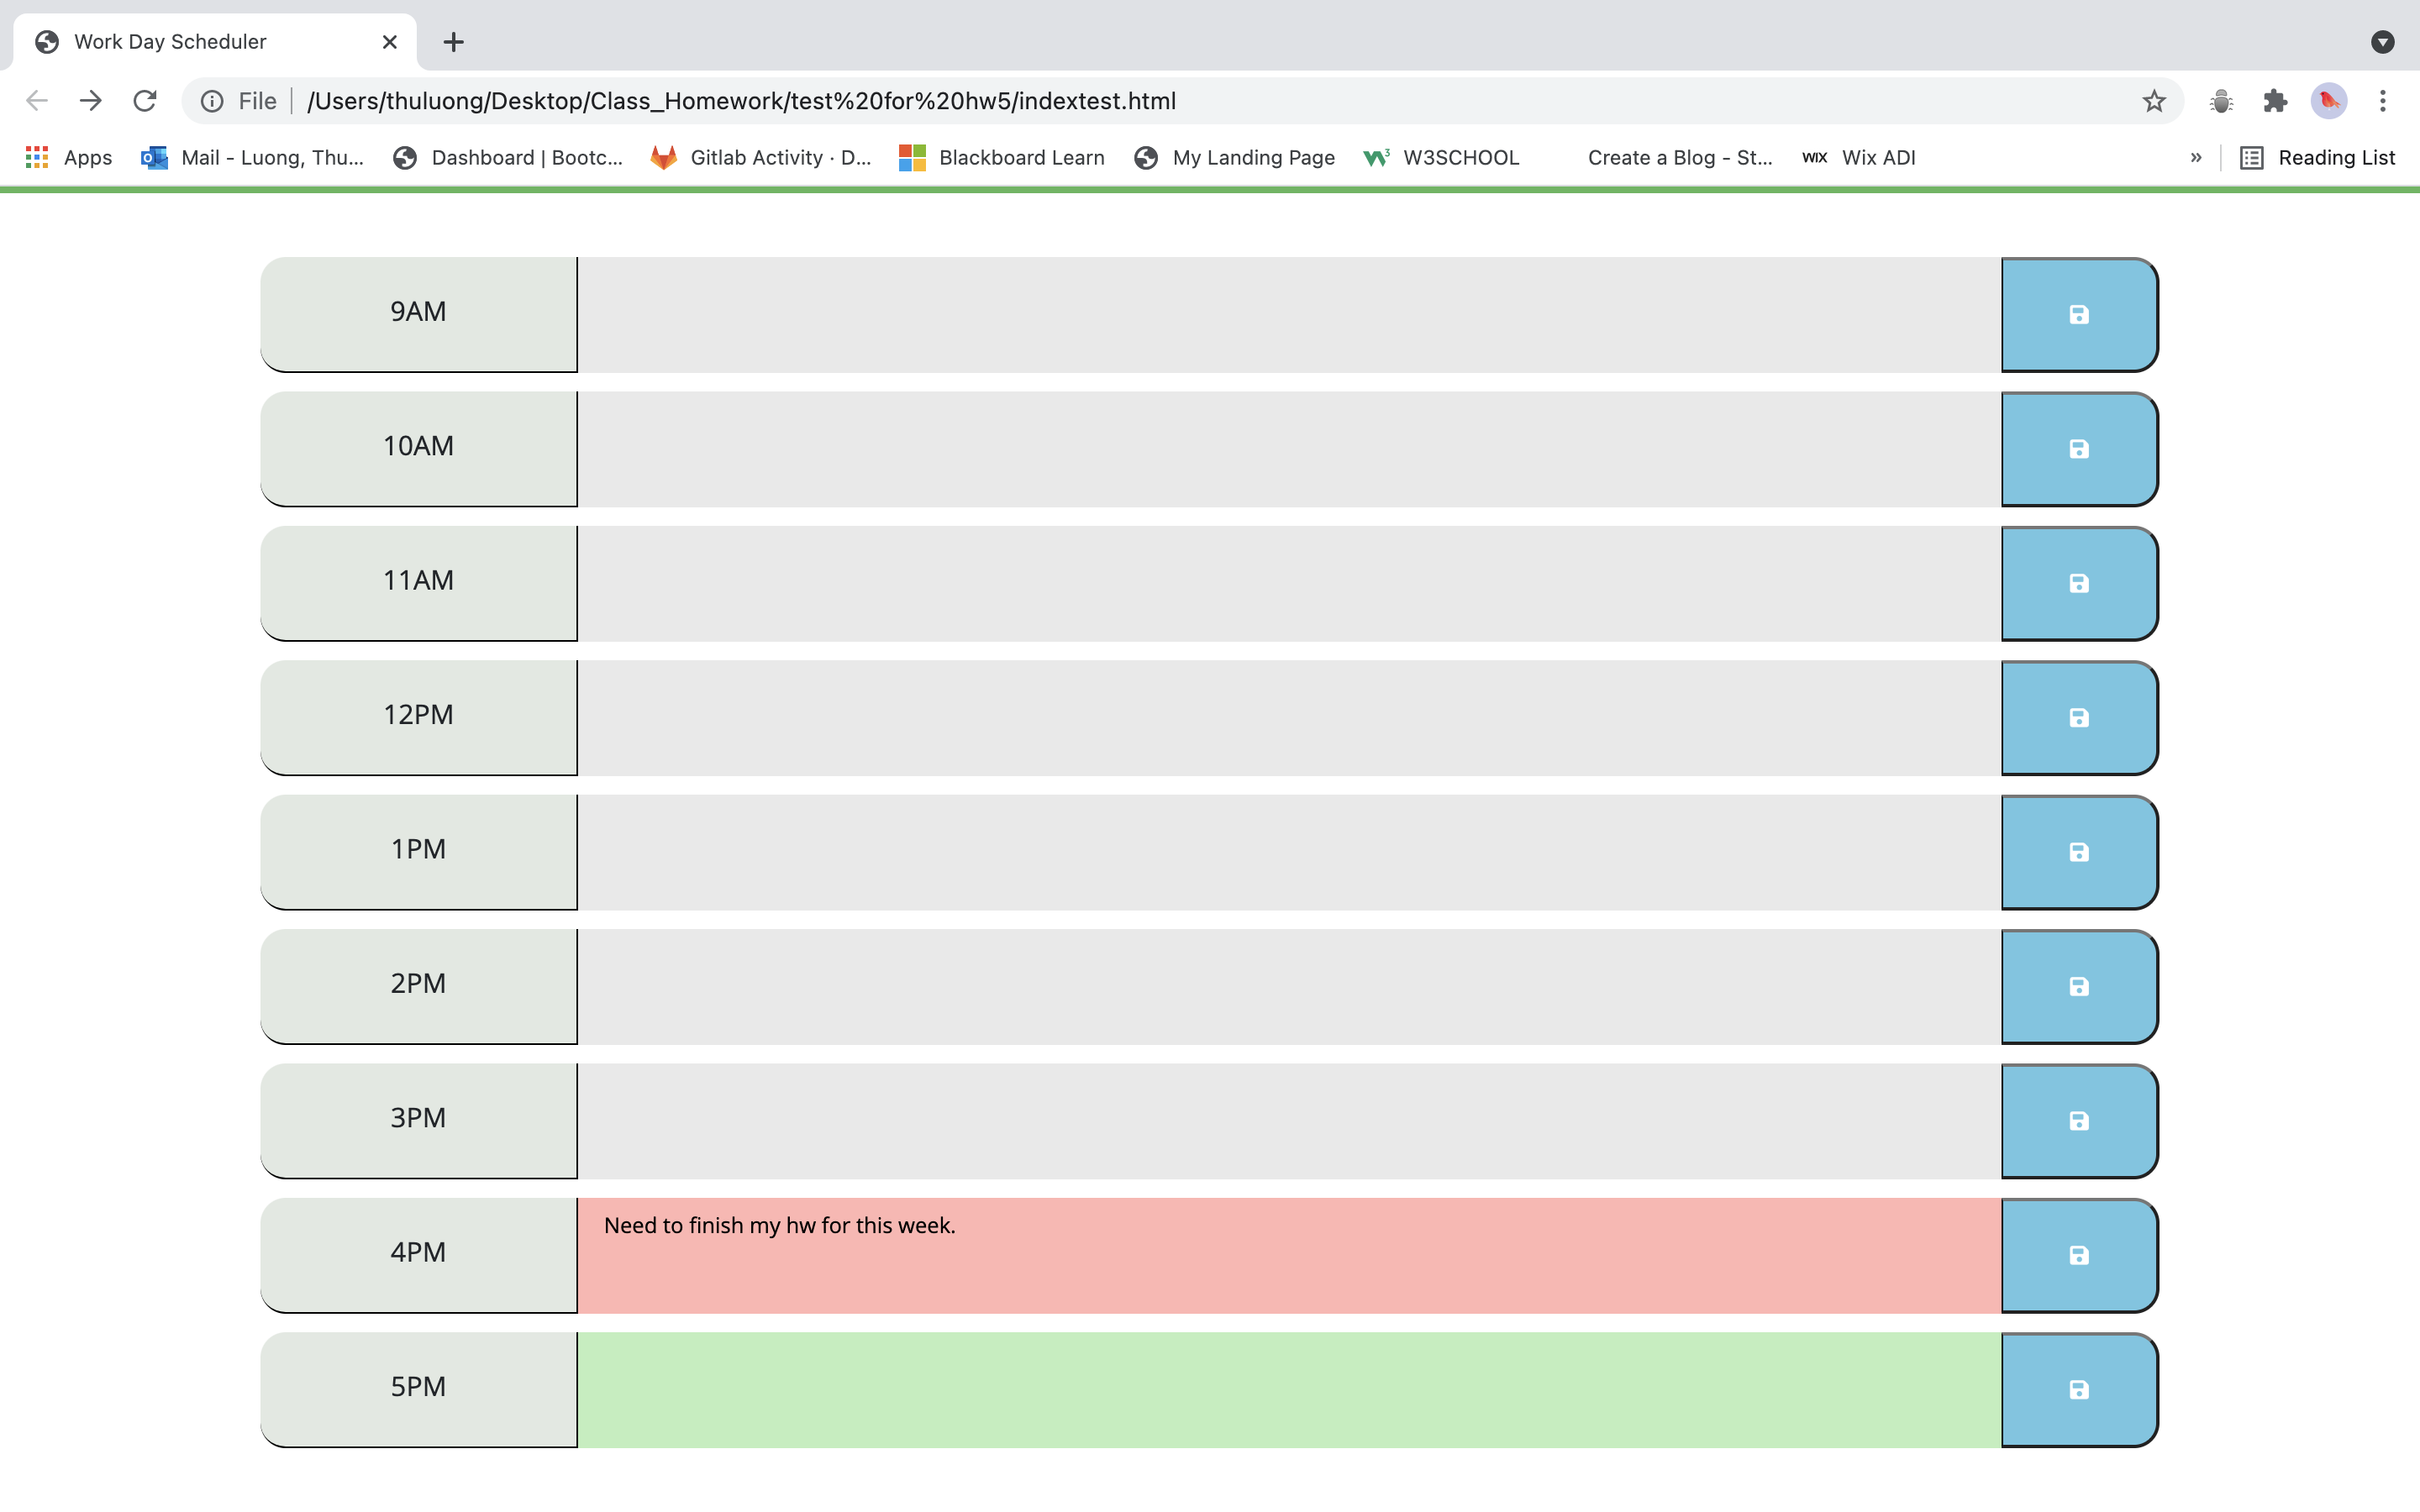 Work Day Scheduler
File /Users/thuluong/Desktop/Class_Homework/test%20for%20hw5/indextest.html
Apps Mail - Luong, Thu... Dashboard | Bootc... Gitlab Activity · D... Blackboard Learn My Landing Page W3SCHOOL Create a Blog - St... WIX Wix ADI » Reading List
9AM
10AM
11AM
12PM
1PM
2PM
3PM
4PM Need to finish my hw for this week.
5PM